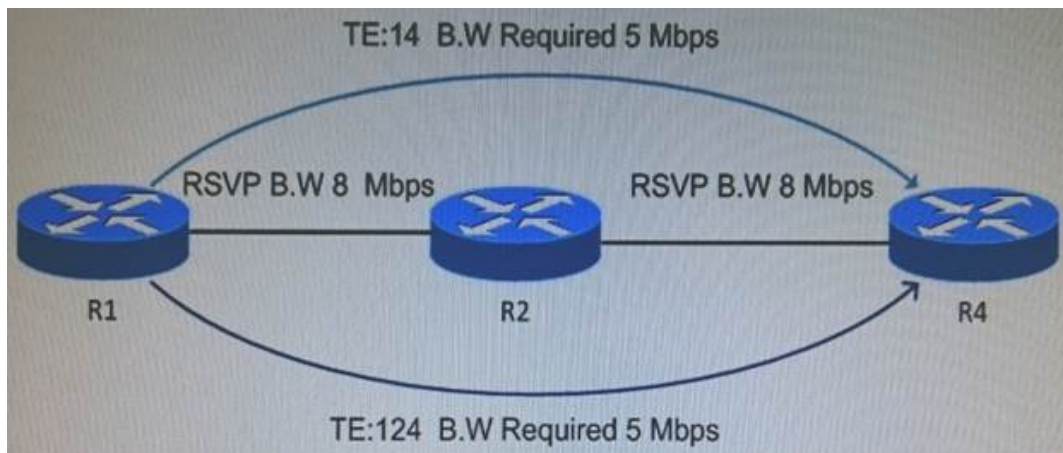 TE:14 B.W Required 5 Mbps
RSVP B.W 8 Mbps
RSVP B.W 8 Mbps
R1
R2
R4
TE:124 B.W Required 5 Mbps